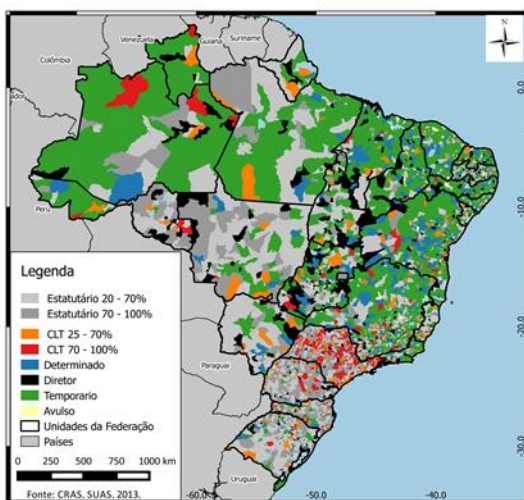 Venezuela
Guiana
Suriname
Colômbia
N
0.0
Peru
-10.0
Legenda
Estatutário 20 - 70%
Estatutário 70 - 100%
CLT 25 - 70%
CLT 70 - 100%
Determinado
Diretor
Temporario
Avulso
Unidades da Federação
Países
-20.0
Paraguai
0 500 1000 km
-30.0
Fonte: CRAS. SUAS. 2013.
Uruguai
-60.0 -50.0 -40.0